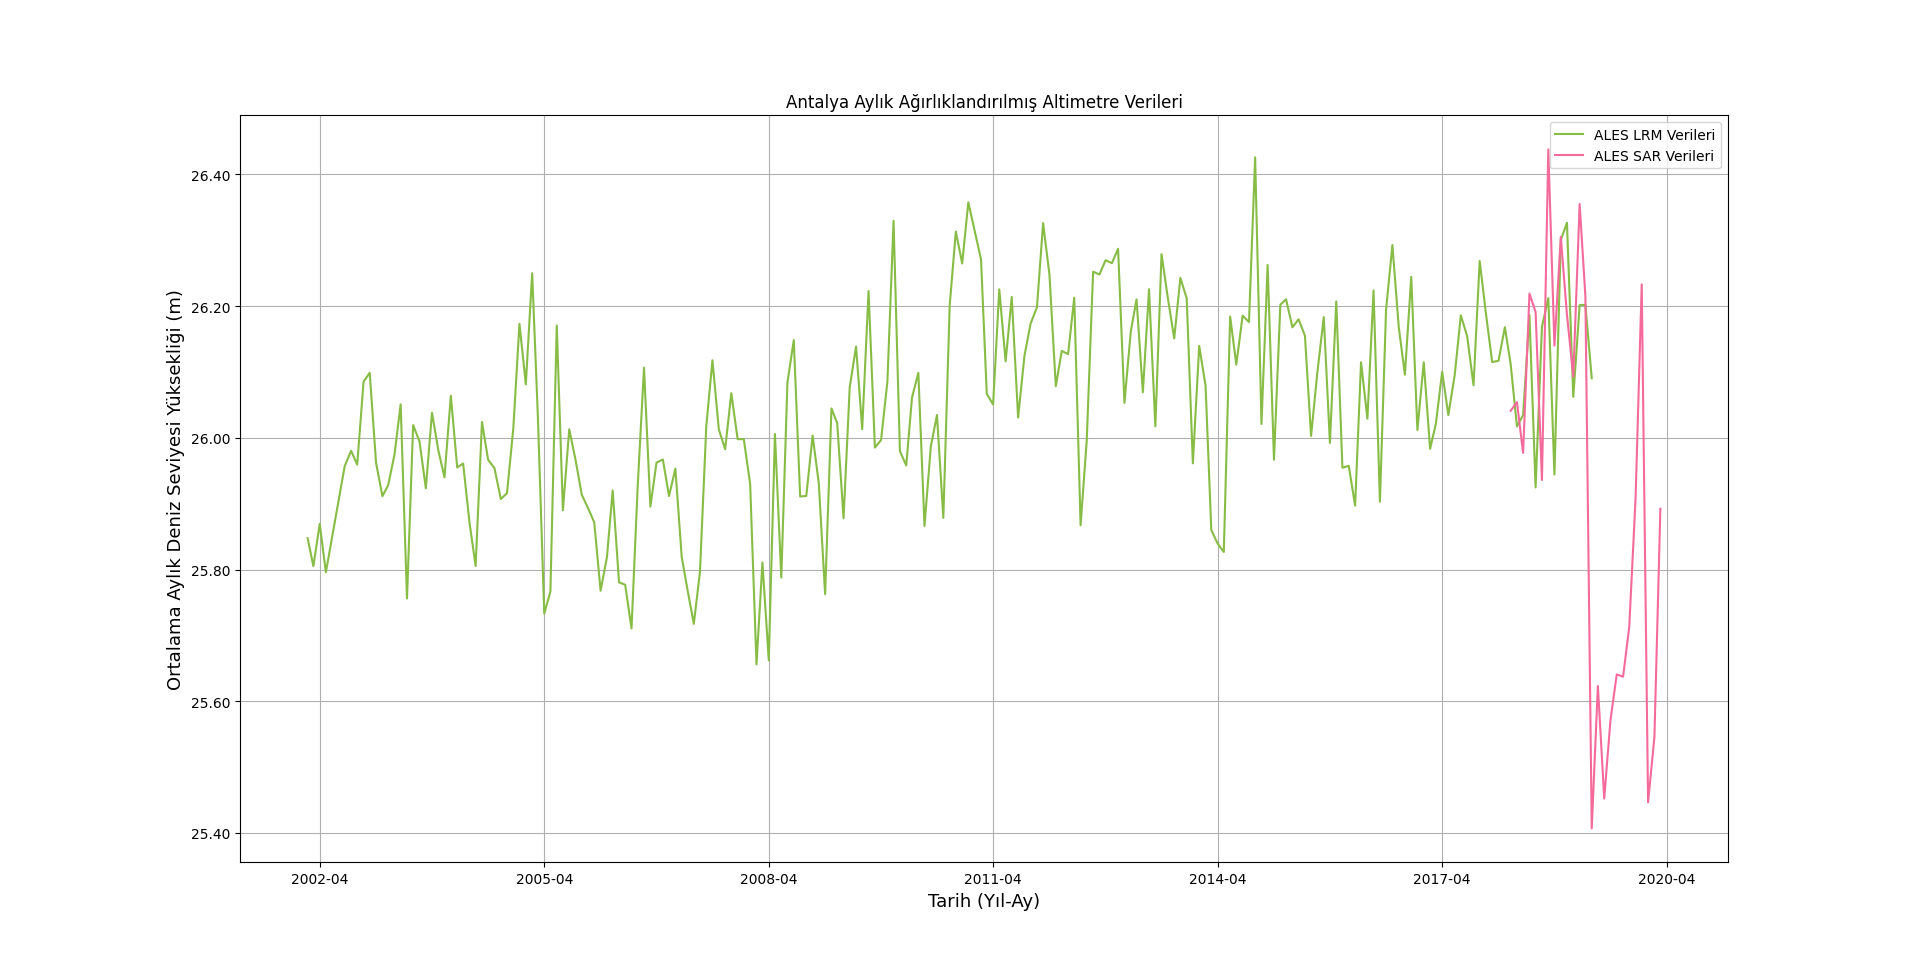 Antalya Aylık Ağırlıklandırılmış Altimetre Verileri
ALES LRM Verileri
ALES SAR Verileri
Ortalama Aylık Deniz Seviyesi Yüksekliği (m)
26.40
26.20
26.00
25.80
25.60
25.40
2002-04
2005-04
2008-04
2011-04
2014-04
2017-04
2020-04
Tarih (Yıl-Ay)